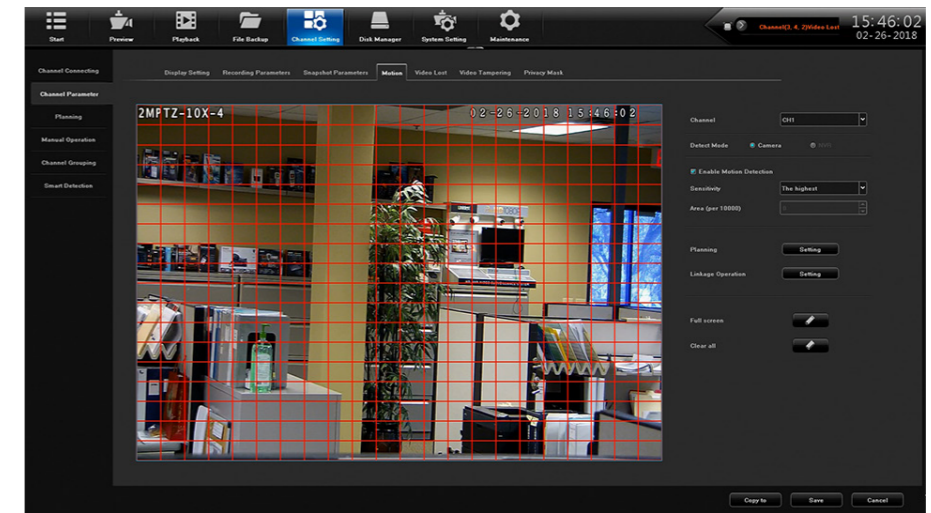 Start Preview Playback File Backup Channel Setting Disk Manager System Setting Maintenance
Channel(3, 4, 2)Video Lost
15:46:02
02-26-2018
Channel Connecting
Channel Parameter
Planning
Manual Operation
Channel Grouping
Smart Detection
Display Setting Recording Parameters Snapshot Parameters Motion Video Lost Video Tampering Privacy Mask
2MPTZ-10X-4 02-26-2018 15:46:02
Channel CH1
Detect Mode Camera
Enable Motion Detection
Sensitivity The highest
Area (per 10000)
Planning Setting
Linkage Operation Setting
Full screen
Clear all
Copy to Save Cancel